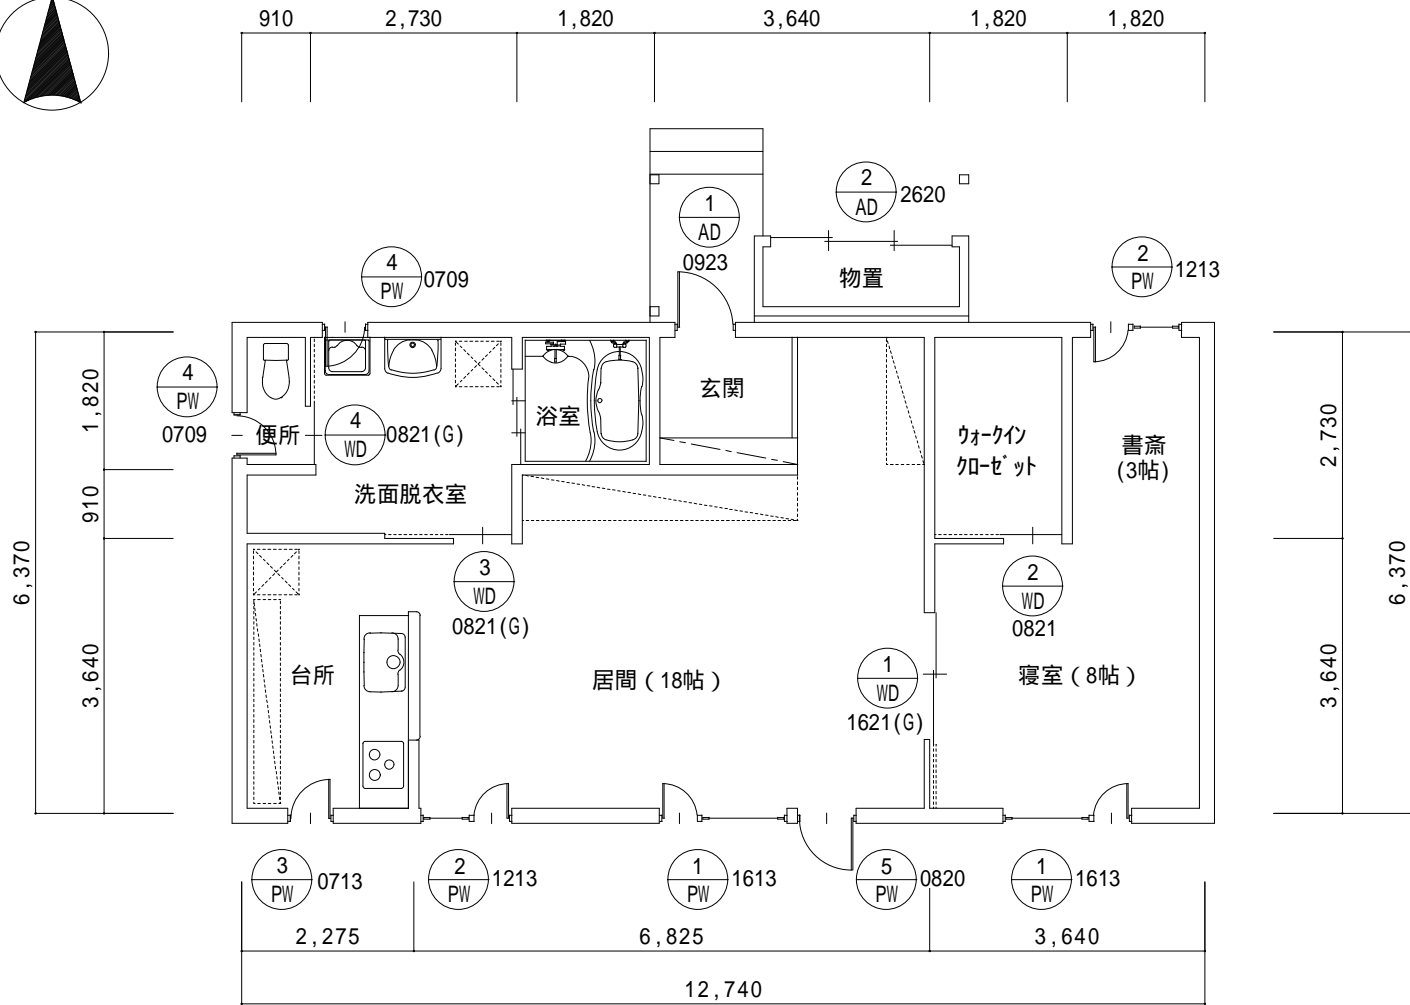 910
2,730
1,820
3,640
1,820
1,820
2
AD
2620
1
AD
0923
4
PW
0709
物置
2
PW
1213
4
PW
0709
便所
4
WD
0821(G)
浴室
玄関
ウォークイン
クローゼット
書斎
(3帖)
洗面脱衣室
1,820
910
3,640
6,370
2,730
3,640
6,370
3
WD
0821(G)
2
WD
0821
台所
居間(18帖)
1
WD
1621(G)
寝室(8帖)
3
PW
0713
2
PW
1213
1
PW
1613
5
PW
0820
1
PW
1613
2,275
6,825
3,640
12,740